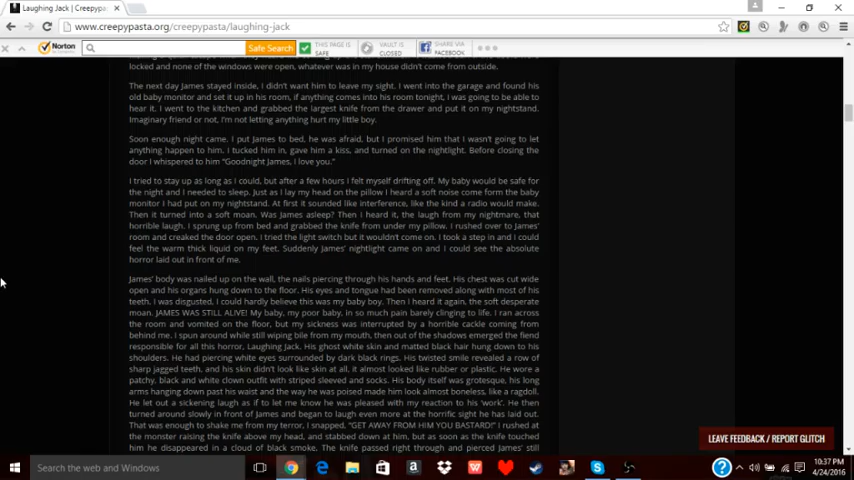 Laughing Jack | Creepypast
www.creepypasta.org/creepypasta/laughing-jack
Norton
Safe Search
THIS PAGE IS
SAFE
VAULT IS
CLOSED
SHARE VIA
FACEBOOK
locked and none of the windows were open, whatever was in my house didn't come from outside.
The next day James stayed inside, I didn't want him to leave my sight. I went into the garage and found his
old baby monitor and set it up in his room, if anything comes into his room tonight, I was going to be able to
hear it. I went to the kitchen and grabbed the largest knife from the drawer and put it on my nightstand.
Imaginary friend or not, I'm not letting anything hurt my little boy.
Soon enough night came. I put James to bed, he was afraid, but I promised him that I wasn't going to let
anything happen to him. I tucked him in, gave him a kiss, and turned on the nightlight. Before closing the
door I whispered to him "Goodnight James, I love you."
I tried to stay up as long as I could, but after a few hours I felt myself drifting off. My baby would be safe for
the night and I needed to sleep. Just as I lay my head on the pillow I heard a soft noise come form the baby
monitor I had put on my nightstand. At first it sounded like interference, like the kind a radio would make.
Then it turned into a soft moan. Was James asleep? Then I heard it, the laugh from my nightmare, that
horrible laugh. I sprung up from bed and grabbed the knife from under my pillow. I rushed over to James'
room and creaked the door open. I tried the light switch but it wouldn't come on. I took a step in and I could
feel the warm thick liquid on my feet. Suddenly James' nightlight came on and I could see the absolute
horror laid out in front of me.
James' body was nailed up on the wall, the nails piercing through his hands and feet. His chest was cut wide
open and his organs hung down to the floor. His eyes and tongue had been removed along with most of his
teeth. I was disgusted, I could hardly believe this was my baby boy. Then I heard it again, the soft desperate
moan. JAMES WAS STILL ALIVE! My baby, my poor baby, in so much pain barely clinging to life. I ran across
the room and vomited on the floor, but my sickness was interrupted by a horrible cackle coming from
behind me. I spun around while still wiping bile from my mouth, then out of the shadows emerged the fiend
responsible for all this horror, Laughing Jack. His ghost white skin and matted black hair hung down to his
shoulders. He had piercing white eyes surrounded by dark black rings. His twisted smile revealed a row of
sharp jagged teeth, and his skin didn't look like skin at all, it almost looked like rubber or plastic. He wore a
patchy, black and white clown outfit with striped sleeved and socks. His body itself was grotesque, his long
arms hanging down past his waist and the way he was poised made him look almost boneless, like a ragdoll.
He let out a sickening laugh as if to let me know he was pleased with my reaction to his 'work'. He then
turned around slowly in front of James and began to laugh even more at the horrific sight he has laid out.
That was enough to shake me from my terror, I snapped, "GET AWAY FROM HIM YOU BASTARD!" I rushed at
the monster raising the knife above my head, and stabbed down at him, but as soon as the knife touched
him he disappeared in a cloud of black smoke. The knife passed right through and pierced James' still
LEAVE FEEDBACK / REPORT GLITCH
Search the web and Windows
10:37 PM
4/24/2016